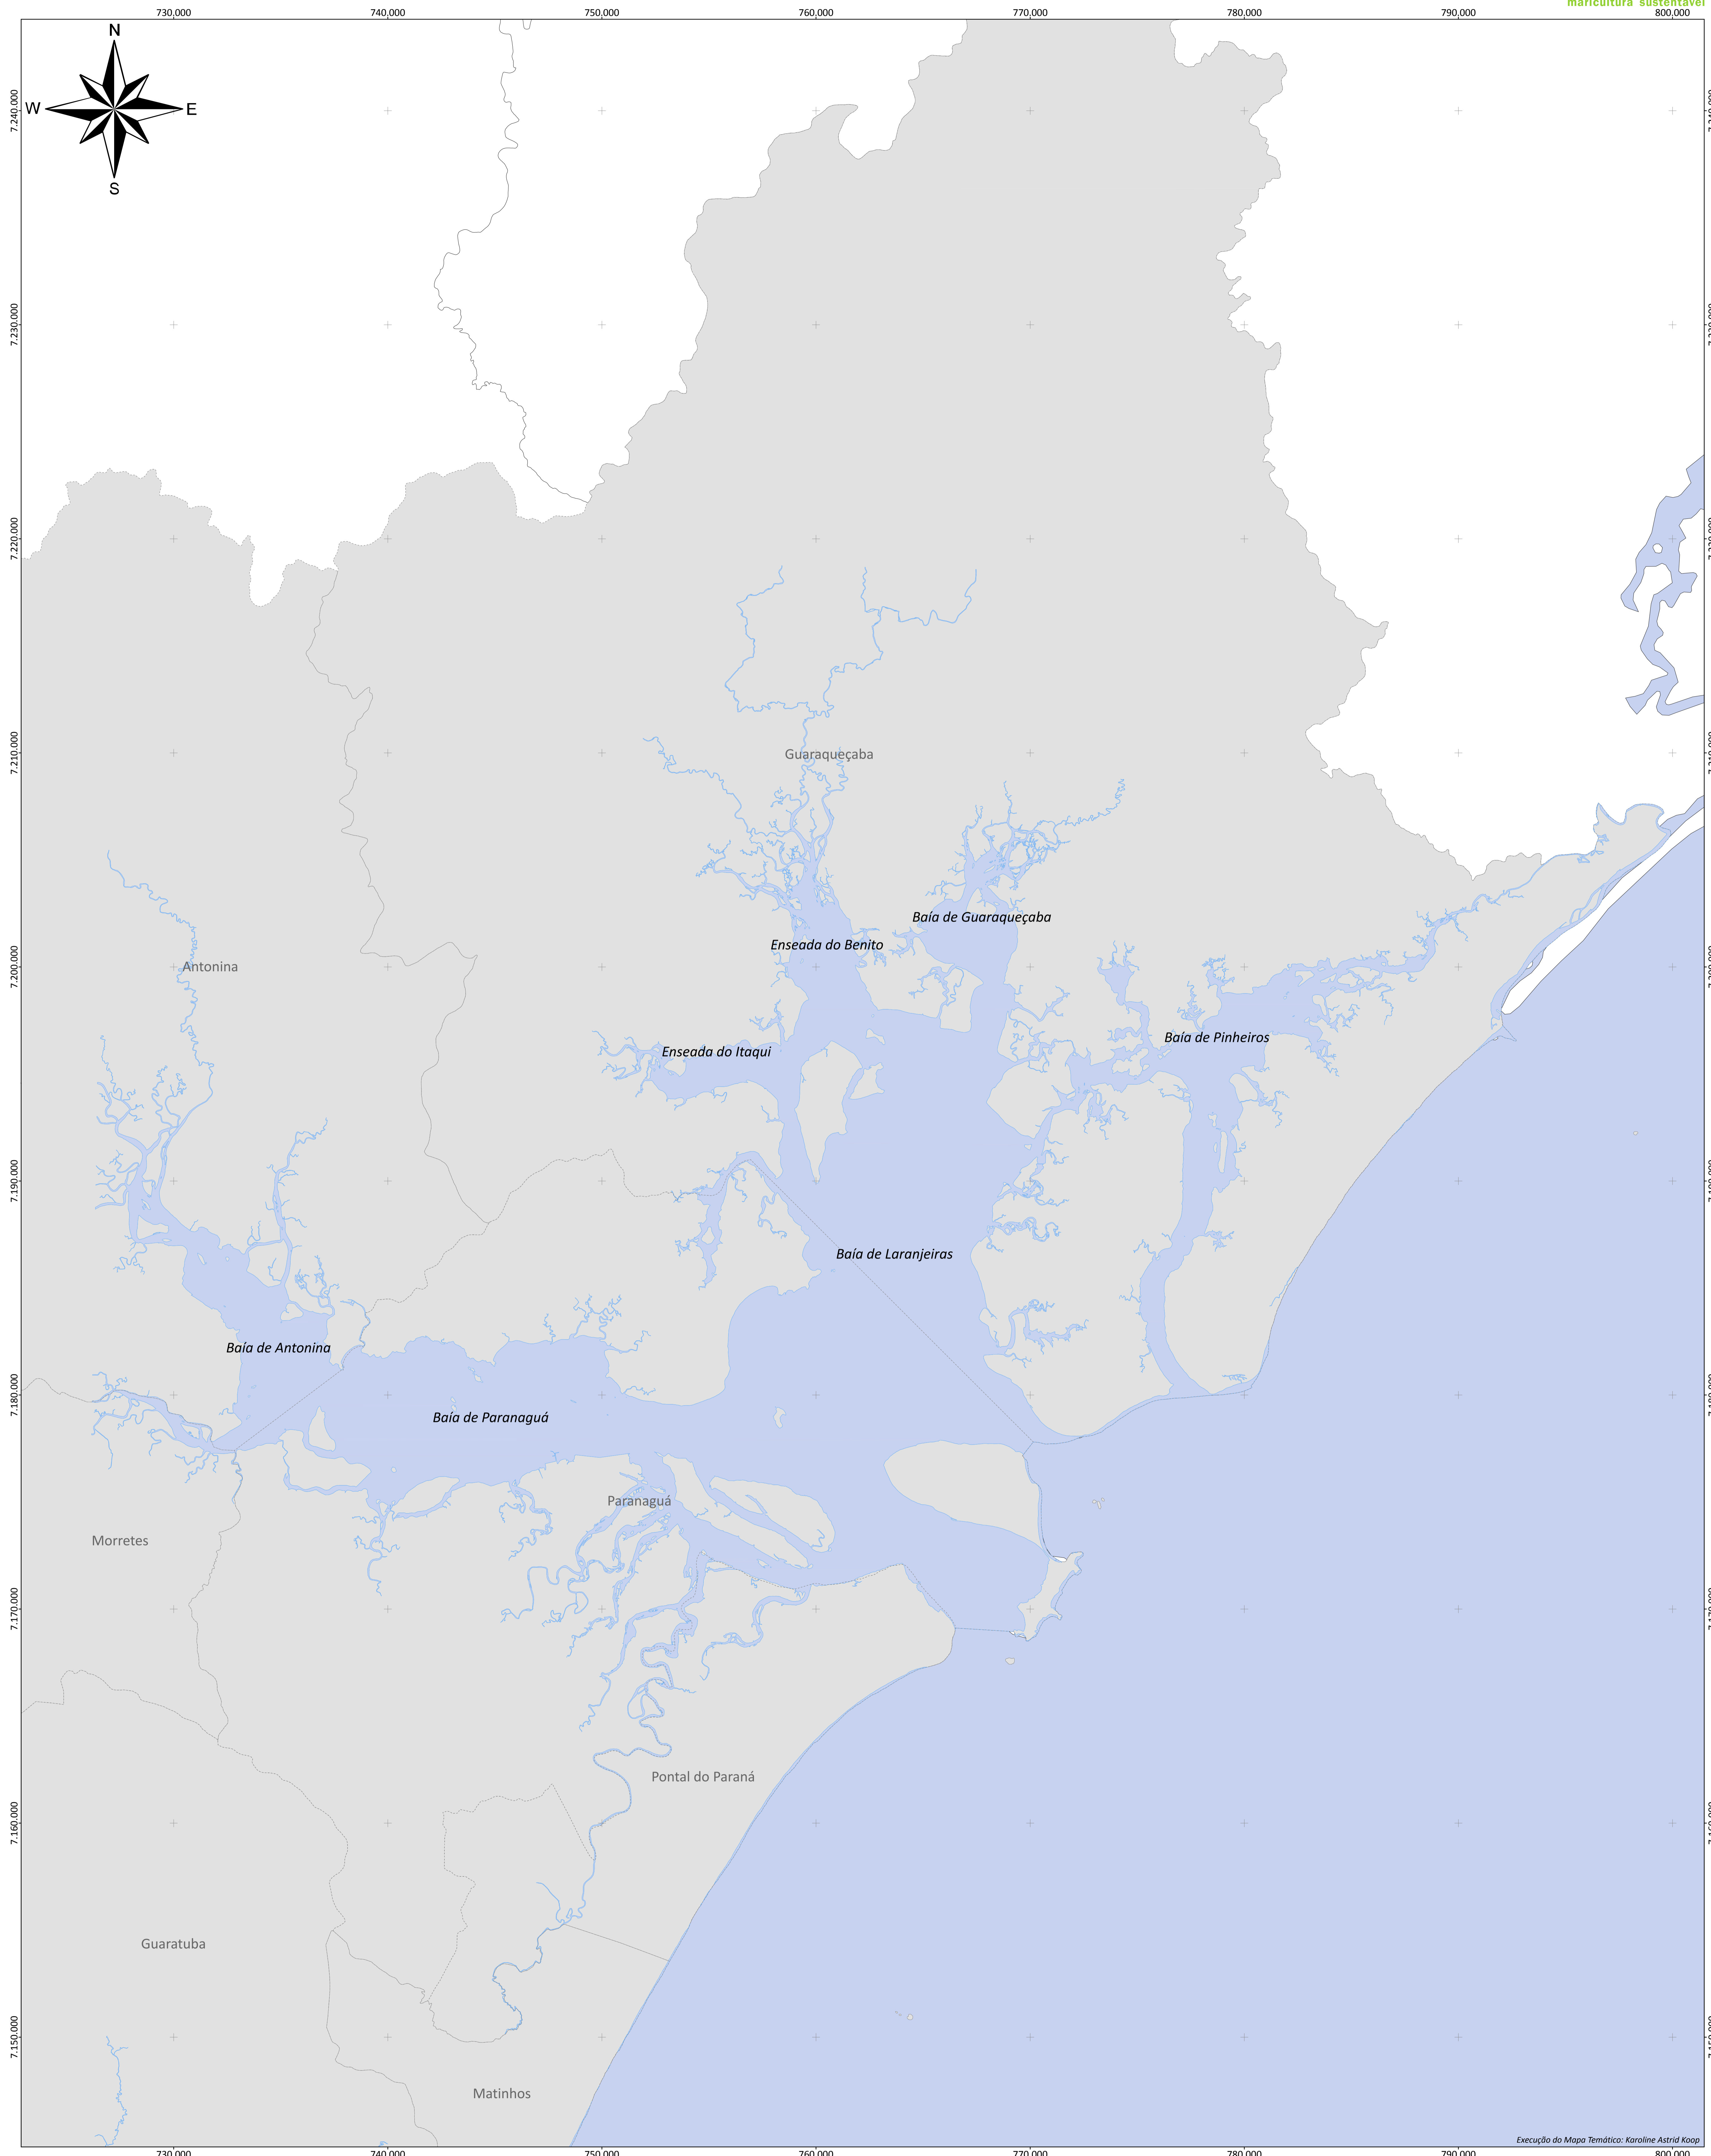 maricultura sustentável
730,000 740,000 750,000 760,000 770,000 780,000 790,000 800,000
N
W E
S
7.240.000
7.230.000
7.220.000
7.210.000
Guaraqueçaba
Baía de Guaraqueçaba
Enseada do Benito
7.200.000
Antonina
Baía de Pinheiros
Enseada do Itaqui
7.190.000
Baía de Laranjeiras
Baía de Antonina
7.180.000
Baía de Paranaguá
Paranaguá
Morretes
7.170.000
Pontal do Paraná
7.160.000
Guaratuba
7.150.000
Matinhos
Execução do Mapa Temático: Karoline Astrid Koop
730,000 740,000 750,000 760,000 770,000 780,000 790,000 800,000